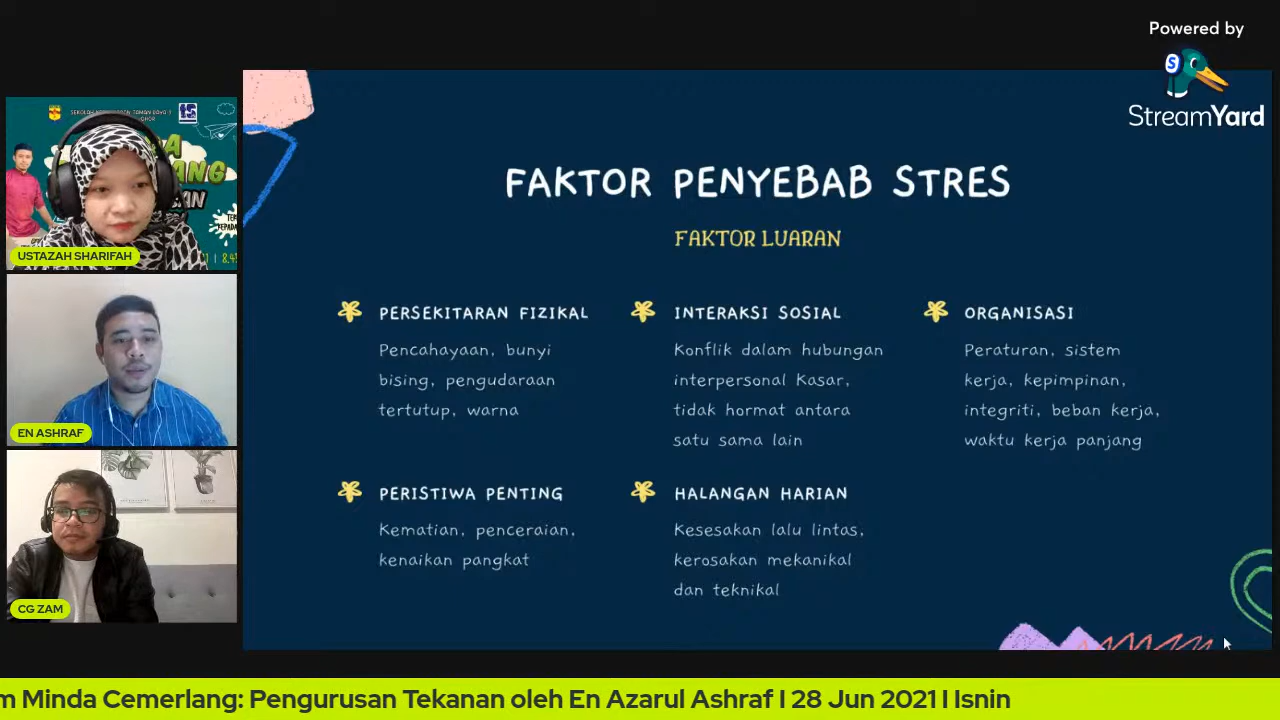 Powered by
S
StreamYard
USTAZAH SHARIFAH
EN ASHRAF
CG ZAM
FAKTOR PENYEBAB STRES
FAKTOR LUARAN
PERSEKITARAN FIZIKAL
Pencahayaan, bunyi
bising, pengudaraan
tertutup, warna
INTERAKSI SOSIAL
Konflik dalam hubungan
interpersonal Kasar,
tidak hormat antara
satu sama lain
ORGANISASI
Peraturan, sistem
kerja, kepimpinan,
integriti, beban kerja,
waktu kerja panjang
PERISTIWA PENTING
Kematian, penceraian,
kenaikan pangkat
HALANGAN HARIAN
Kesesakan lalu lintas,
kerosakan mekanikal
dan teknikal
m Minda Cemerlang: Pengurusan Tekanan oleh En Azarul Ashraf I 28 Jun 2021 I Isnin